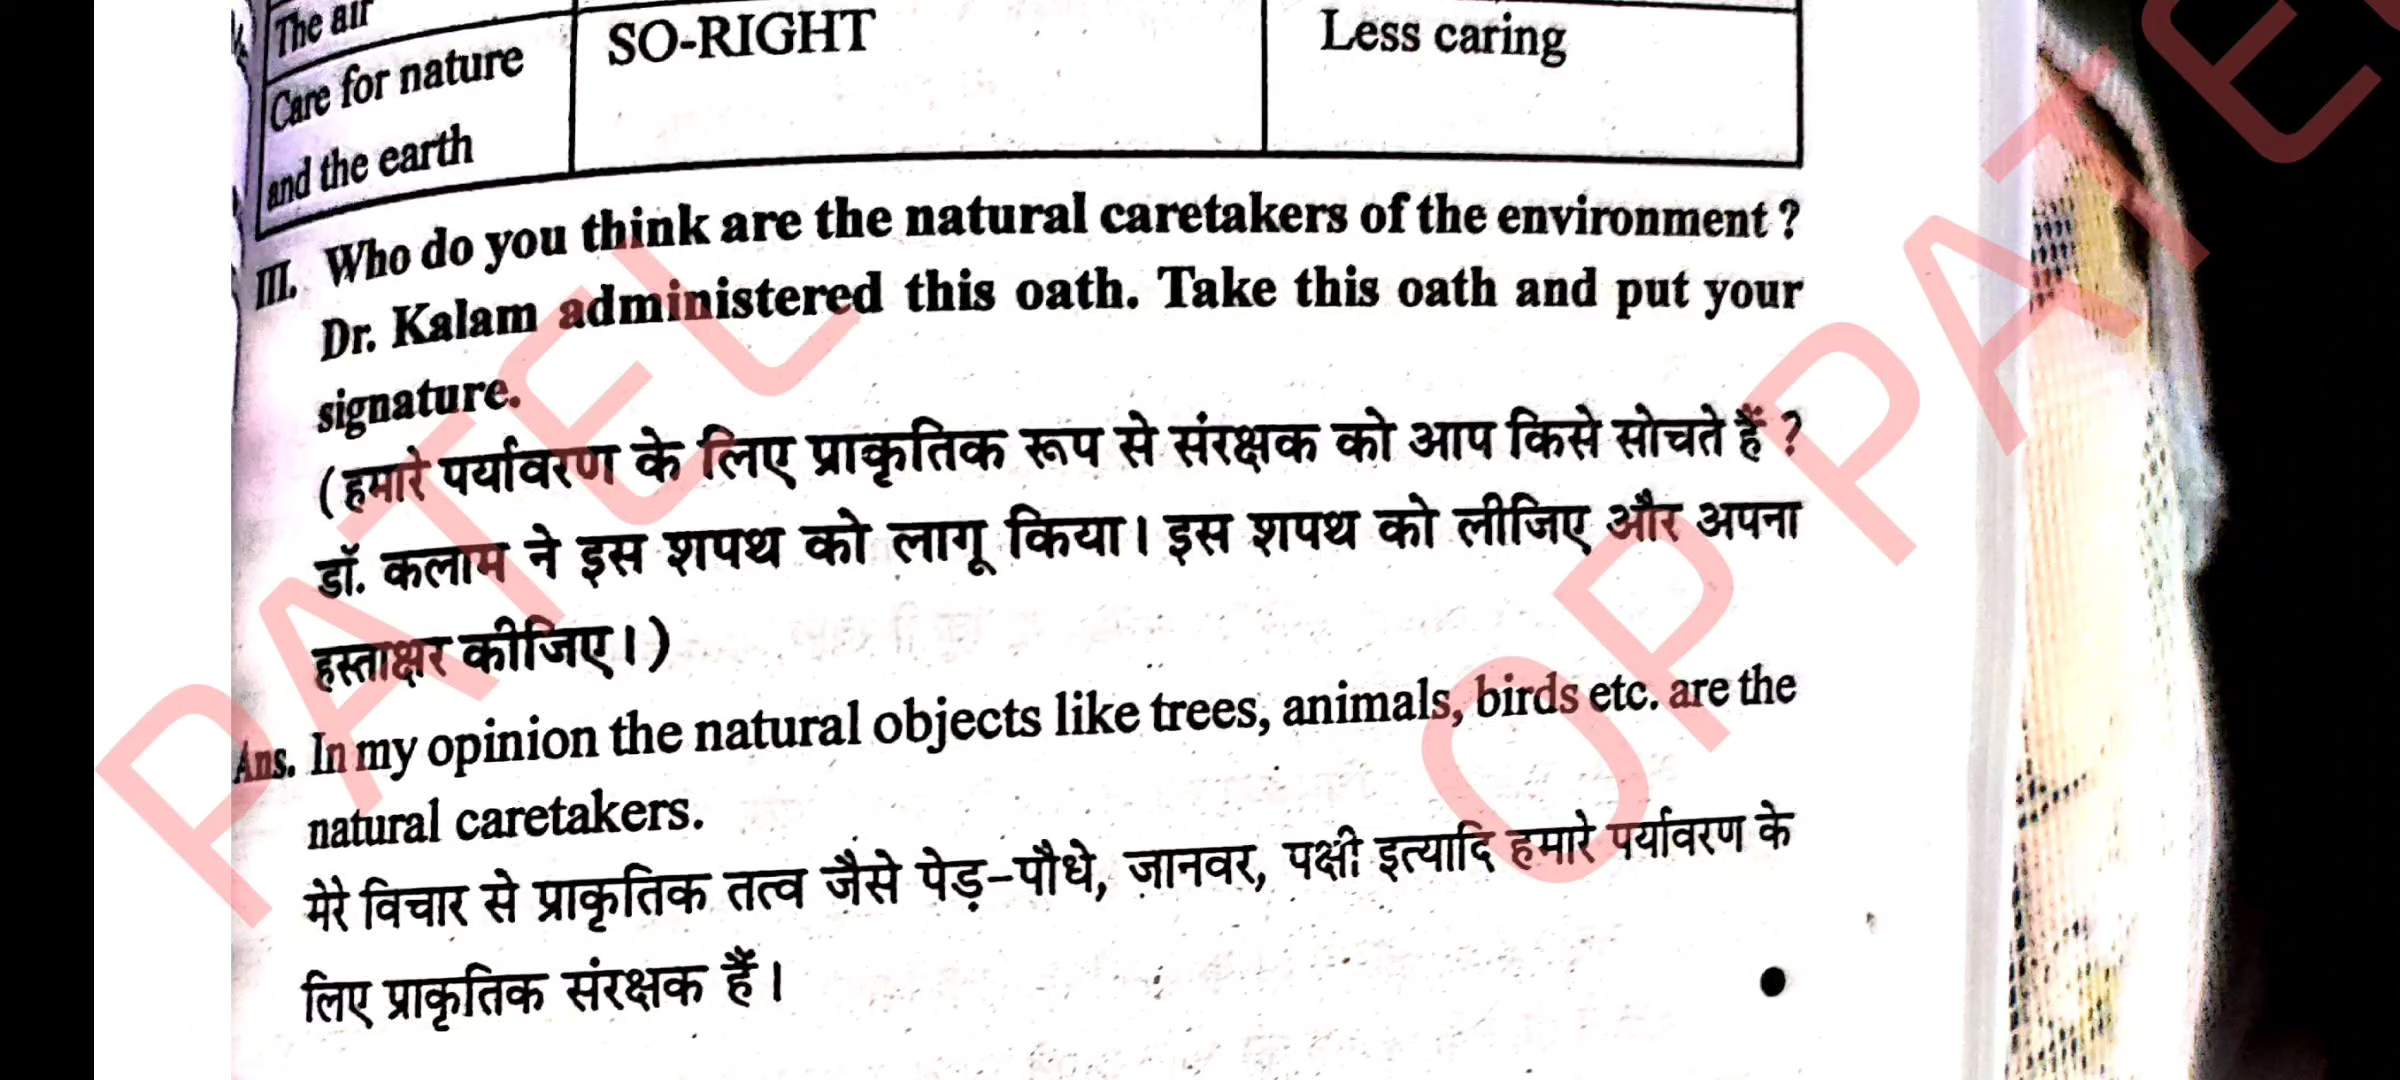 The air
Care for nature
and the earth
SO-RIGHT
Less caring
III. Who do you think are the natural caretakers of the environment ?
Dr. Kalam administered this oath. Take this oath and put your
signature.
(हमारे पर्यावरण के लिए प्राकृतिक रूप से संरक्षक को आप किसे सोचते हैं ?
डॉ. कलाम ने इस शपथ को लागू किया। इस शपथ को लीजिए और अपना
हस्ताक्षर कीजिए।)
Ans. In my opinion the natural objects like trees, animals, birds etc. are the
natural caretakers.
मेरे विचार से प्राकृतिक तत्व जैसे पेड़-पौधे, जानवर, पक्षी इत्यादि हमारे पर्यावरण के
लिए प्राकृतिक संरक्षक हैं।
PATEL
OP PATE